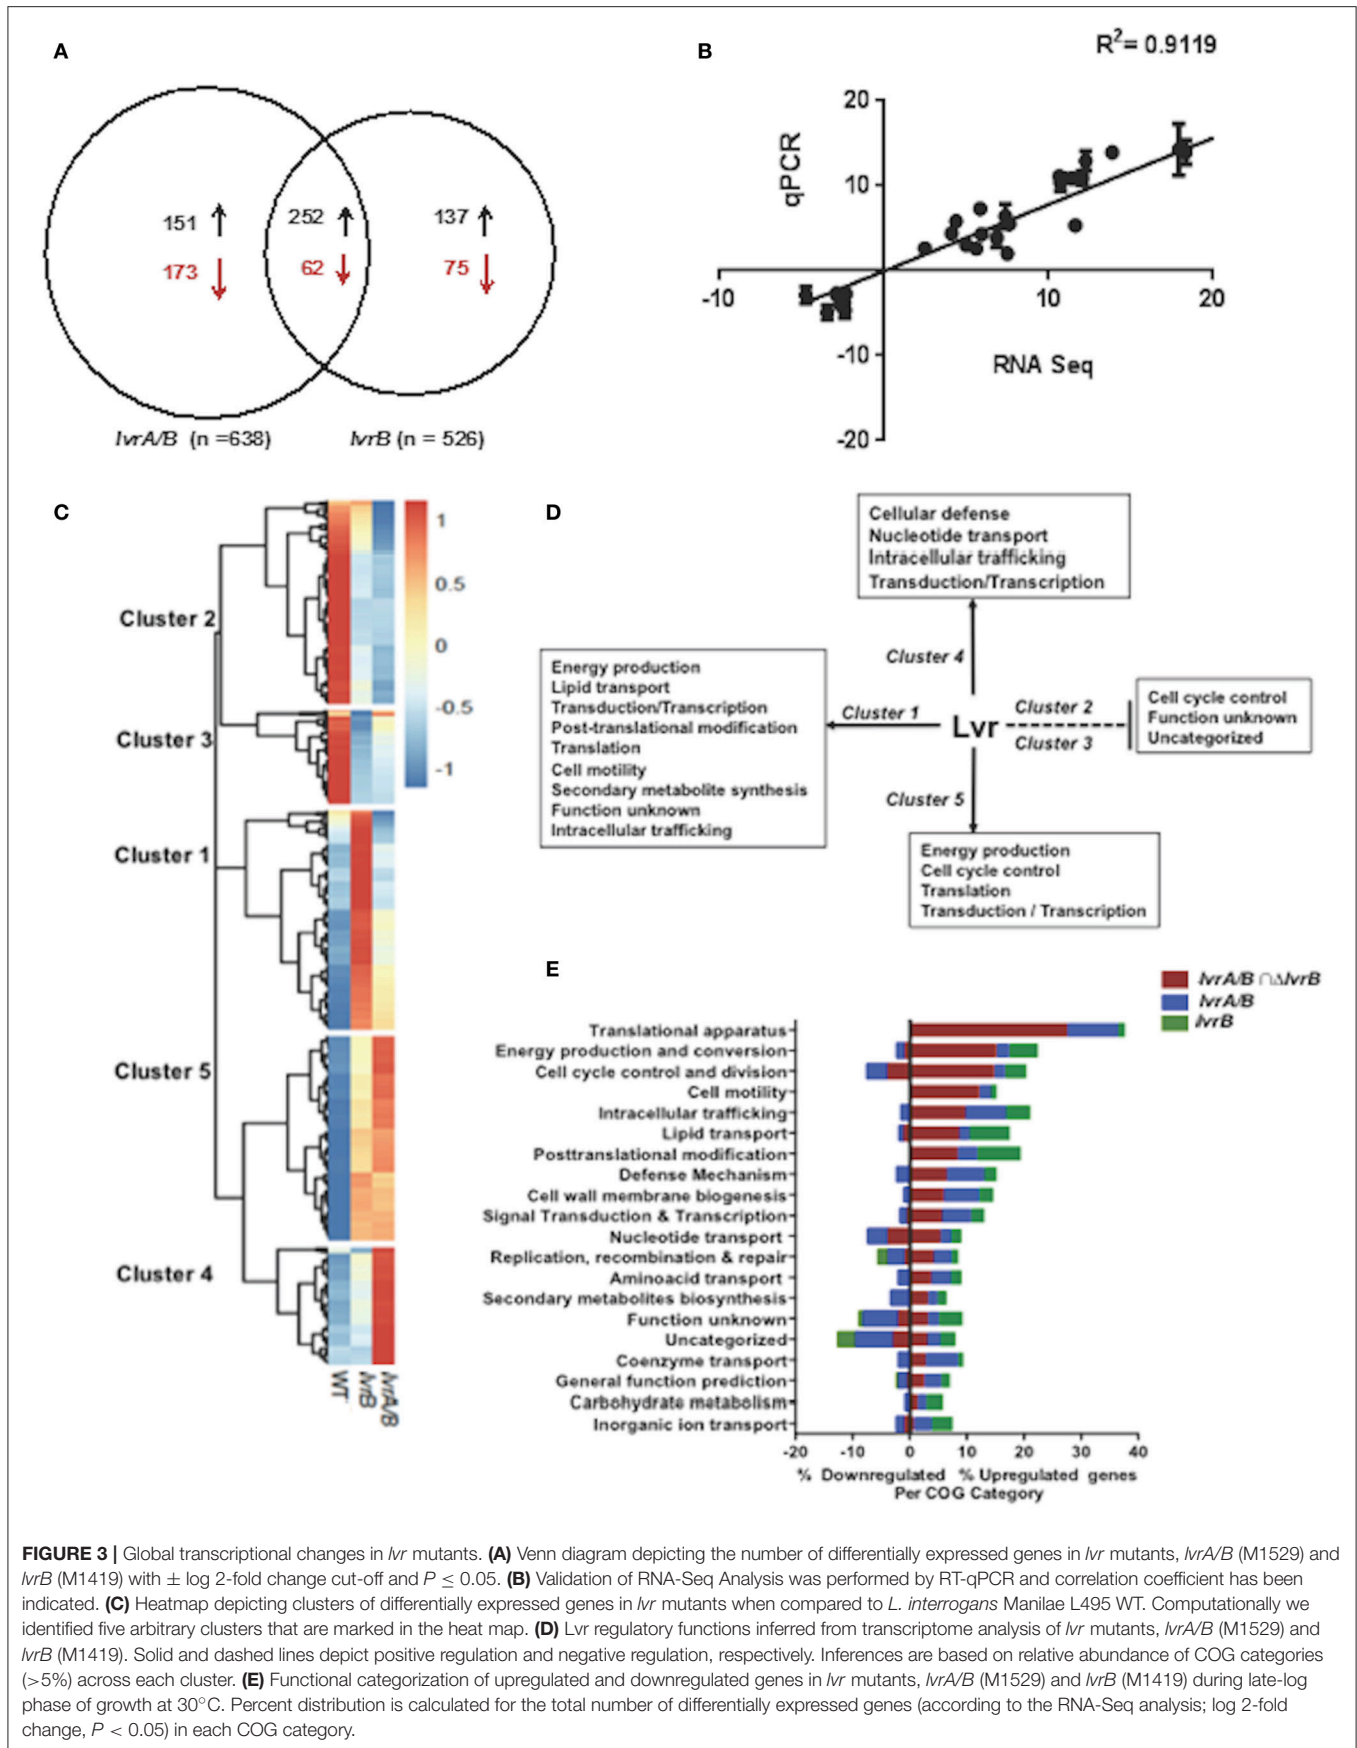 A
151
252
137
173
62
75
lvrA/B (n =638)
lvrB (n = 526)
B
R²= 0.9119
qPCR
20
10
-10
10
20
-10
RNA Seq
-20
C
Cluster 2
Cluster 3
Cluster 1
Cluster 5
Cluster 4
1
0.5
0
-0.5
-1
WT
lvrB
lvrA/B
D
Cellular defense
Nucleotide transport
Intracellular trafficking
Transduction/Transcription
Cluster 4
Energy production
Lipid transport
Transduction/Transcription
Post-translational modification
Translation
Cell motility
Secondary metabolite synthesis
Function unknown
Intracellular trafficking
Cluster 1
Lvr
Cluster 2
Cluster 3
Cell cycle control
Function unknown
Uncategorized
Cluster 5
Energy production
Cell cycle control
Translation
Transduction / Transcription
E
lvrA/B ∩ΔlvrB
lvrA/B
lvrB
Translational apparatus
Energy production and conversion
Cell cycle control and division
Cell motility
Intracellular trafficking
Lipid transport
Posttranslational modification
Defense Mechanism
Cell wall membrane biogenesis
Signal Transduction & Transcription
Nucleotide transport
Replication, recombination & repair
Aminoacid transport
Secondary metabolites biosynthesis
Function unknown
Uncategorized
Coenzyme transport
General function prediction
Carbohydrate metabolism
Inorganic ion transport
-20 -10 0 10 20 30 40
% Downregulated % Upregulated genes
Per COG Category
FIGURE 3 | Global transcriptional changes in lvr mutants. (A) Venn diagram depicting the number of differentially expressed genes in lvr mutants, lvrA/B (M1529) and
lvrB (M1419) with ± log 2-fold change cut-off and P ≤ 0.05. (B) Validation of RNA-Seq Analysis was performed by RT-qPCR and correlation coefficient has been
indicated. (C) Heatmap depicting clusters of differentially expressed genes in lvr mutants when compared to L. interrogans Manilae L495 WT. Computationally we
identified five arbitrary clusters that are marked in the heat map. (D) Lvr regulatory functions inferred from transcriptome analysis of lvr mutants, lvrA/B (M1529) and
lvrB (M1419). Solid and dashed lines depict positive regulation and negative regulation, respectively. Inferences are based on relative abundance of COG categories
(>5%) across each cluster. (E) Functional categorization of upregulated and downregulated genes in lvr mutants, lvrA/B (M1529) and lvrB (M1419) during late-log
phase of growth at 30°C. Percent distribution is calculated for the total number of differentially expressed genes (according to the RNA-Seq analysis; log 2-fold
change, P < 0.05) in each COG category.